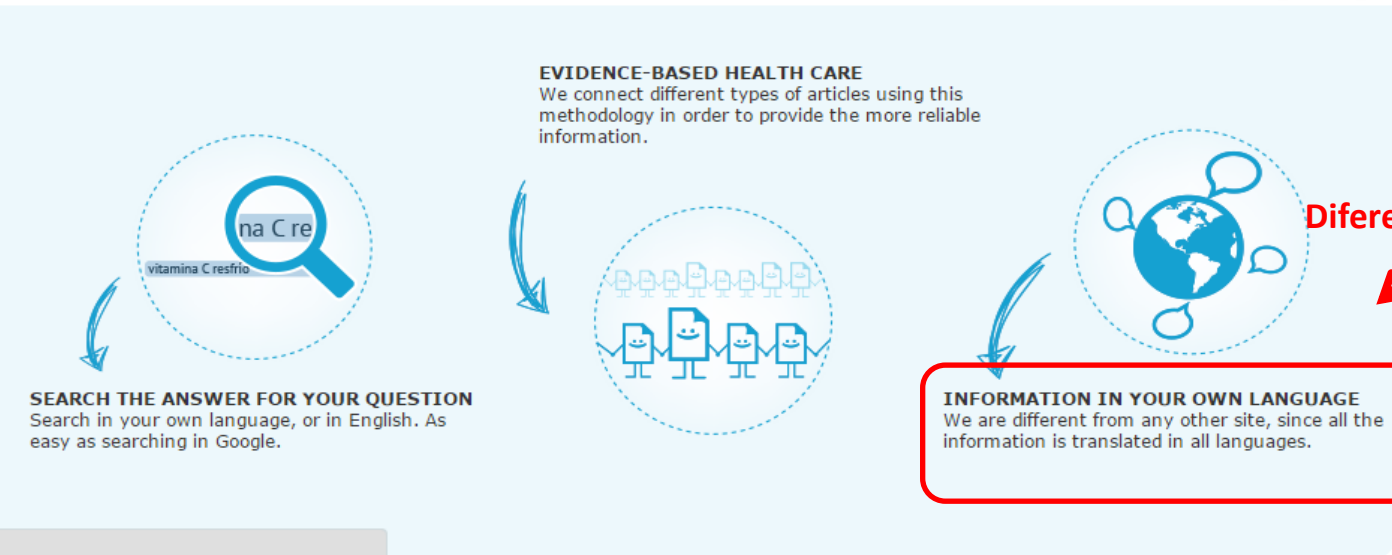 EVIDENCE-BASED HEALTH CARE
We connect different types of articles using this
methodology in order to provide the more reliable
information.
na C re
vitamina C resfrio
SEARCH THE ANSWER FOR YOUR QUESTION
Search in your own language, or in English. As
easy as searching in Google.
Difere
INFORMATION IN YOUR OWN LANGUAGE
We are different from any other site, since all the
information is translated in all languages.